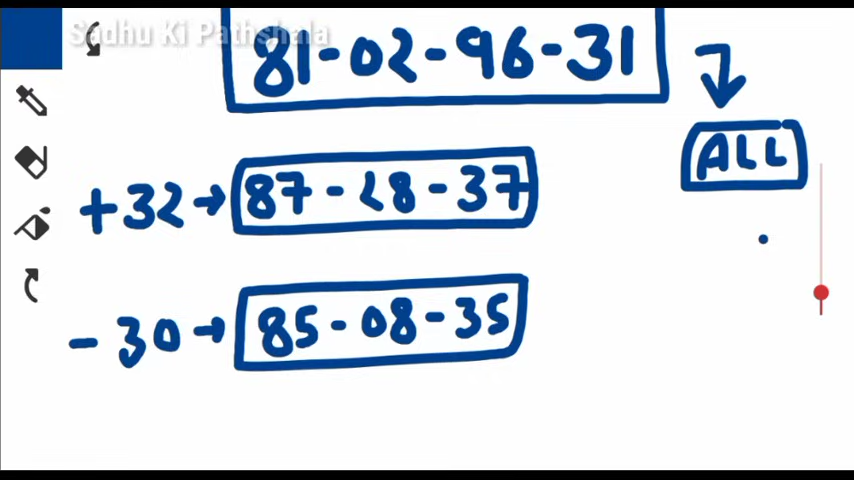 Sadhu Ki Pathshala
81-02-96-31
ALL
+32→ 87-28-37
-30→ 85-08-35